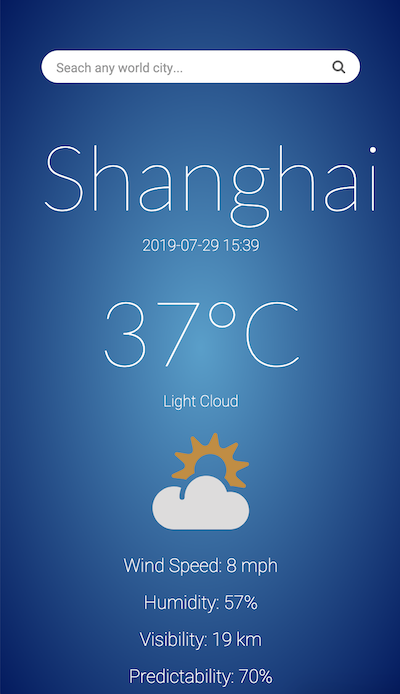 Seach any world city...
Shanghai
2019-07-29 15:39
37°C
Light Cloud
Wind Speed: 8 mph
Humidity: 57%
Visibility: 19 km
Predictability: 70%